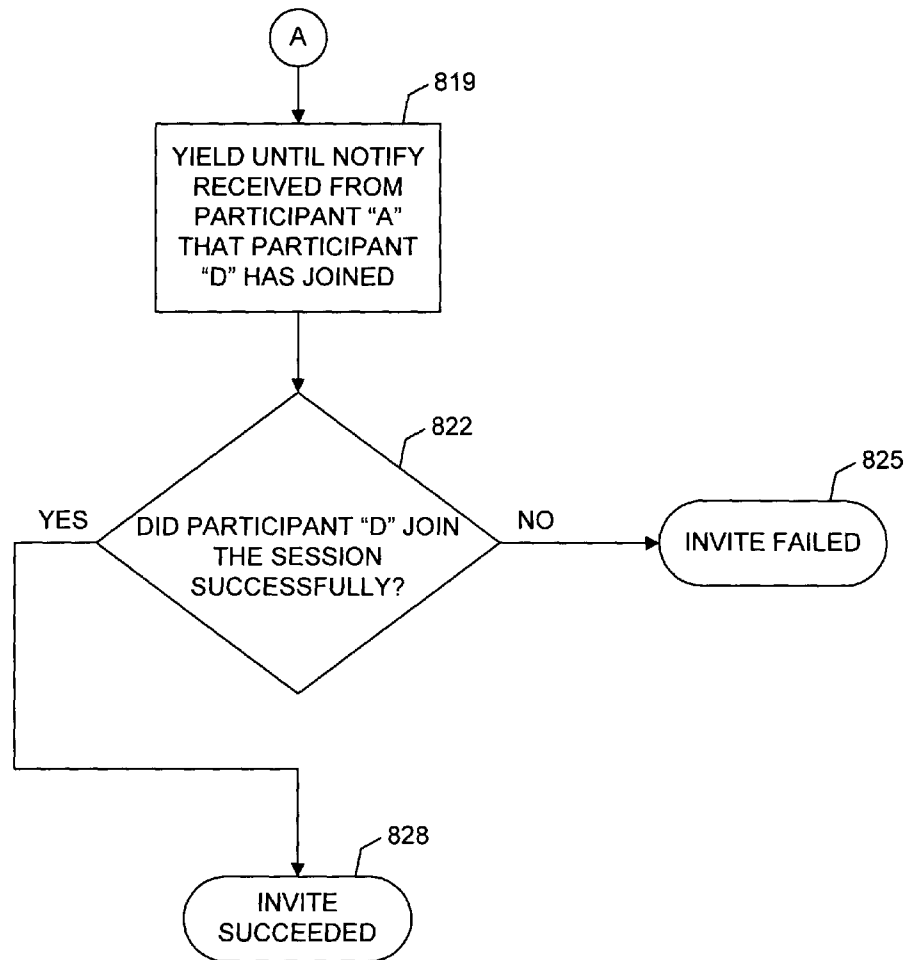 A
819
YIELD UNTIL NOTIFY
RECEIVED FROM
PARTICIPANT “A”
THAT PARTICIPANT
“D” HAS JOINED
822
825
YES
DID PARTICIPANT “D” JOIN
THE SESSION
SUCCESSFULLY?
NO
INVITE FAILED
828
INVITE
SUCCEEDED